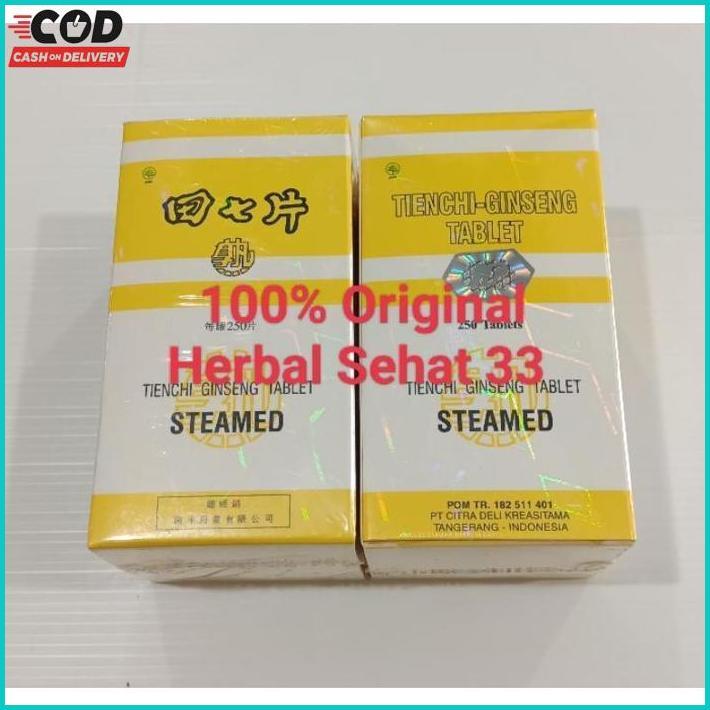 COD
CASH ON DELIVERY
田七片
熟
每罐250片
TIENCHI GINSENG TABLET
STEAMED
TIENCHI-GINSENG
TABLET
250 Tablets
TIENCHI GINSENG TABLET
STEAMED
POM TR. 182 511 401
PT CITRA DELI KREASITAMA
TANGERANG - INDONESIA
100% Original
Herbal Sehat 33